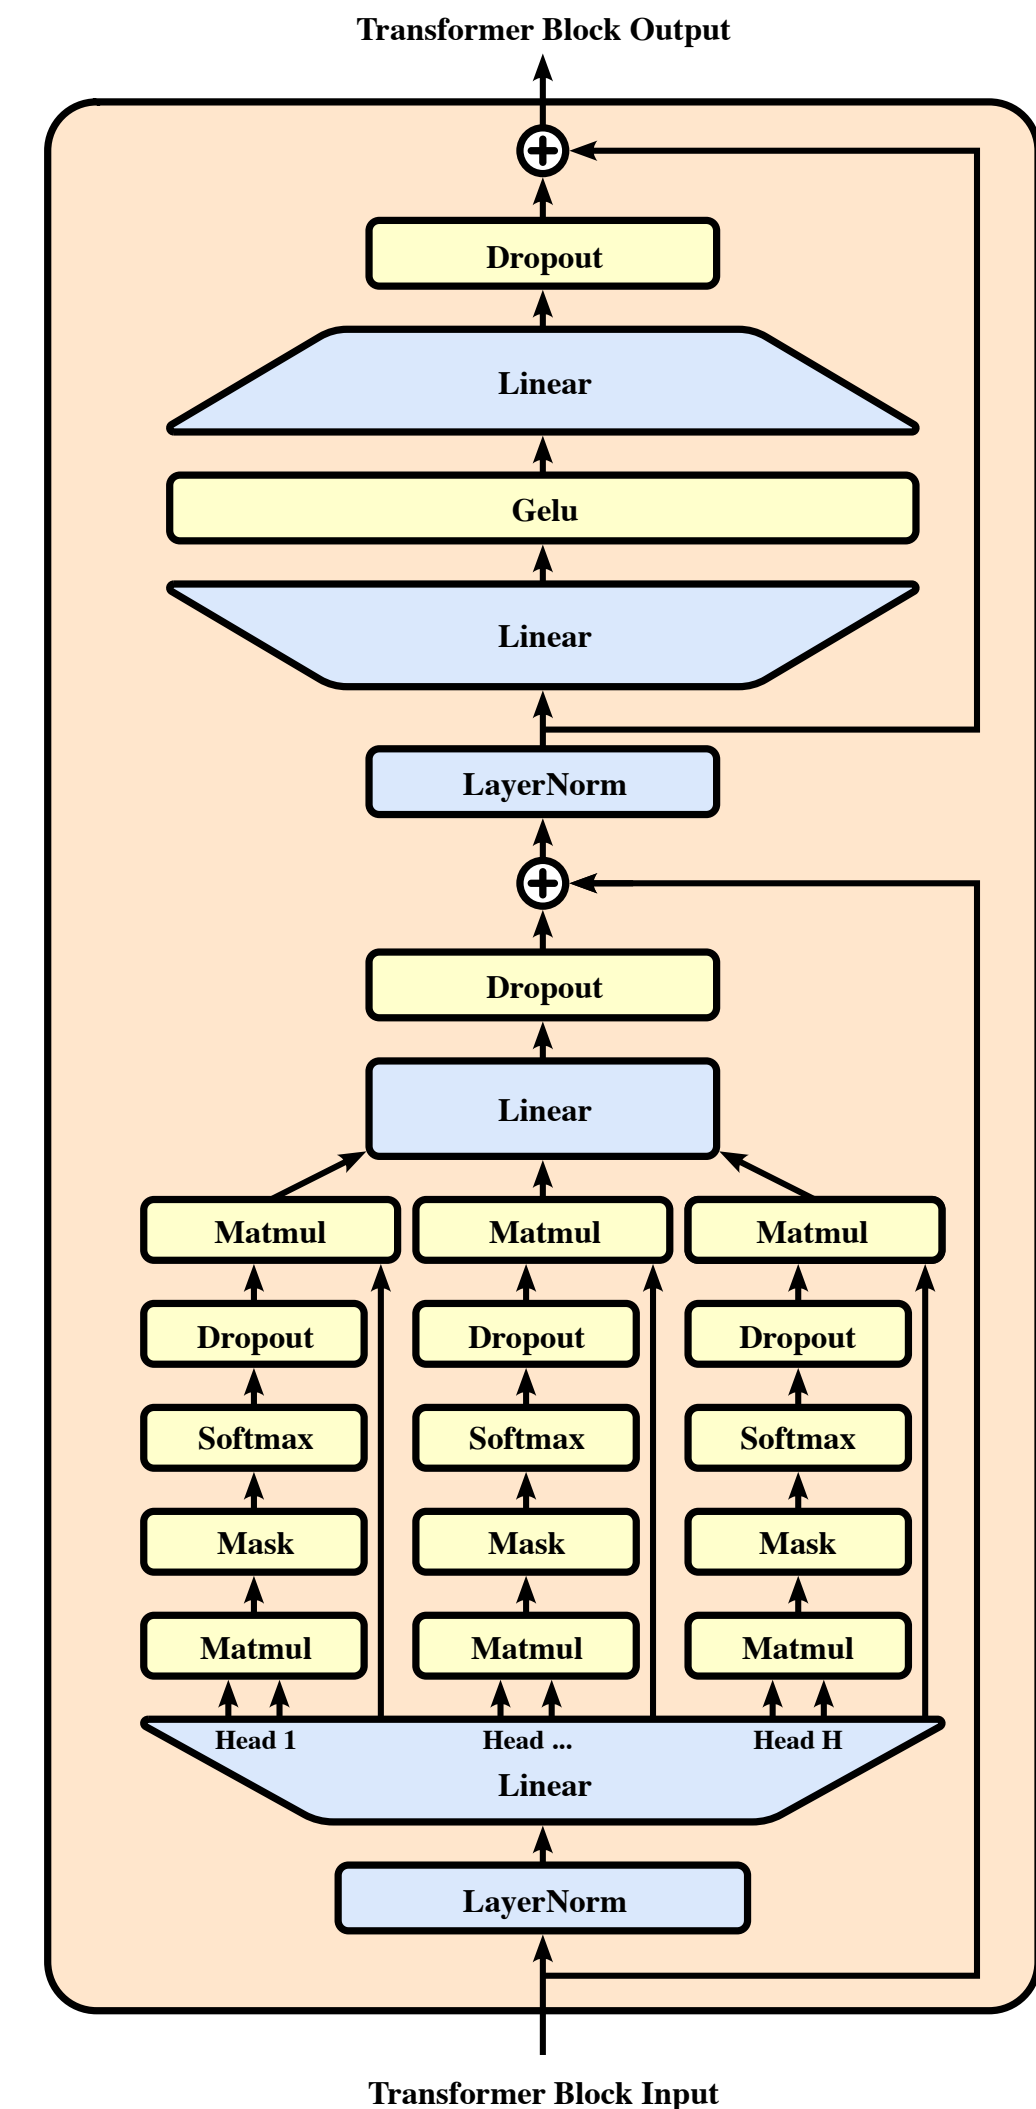 Transformer Block Output
Dropout
Linear
Gelu
Linear
LayerNorm
Dropout
Linear
Matmul Matmul Matmul
Dropout Dropout Dropout
Softmax Softmax Softmax
Mask Mask Mask
Matmul Matmul Matmul
Head 1 Head ... Head H
Linear
LayerNorm
Transformer Block Input